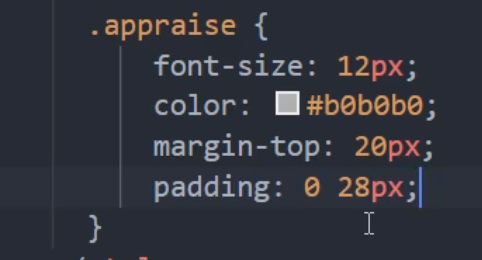 .appraise {
font-size: 12px;
color: #b0b0b0;
margin-top: 20px;
padding: 0 28px;
}